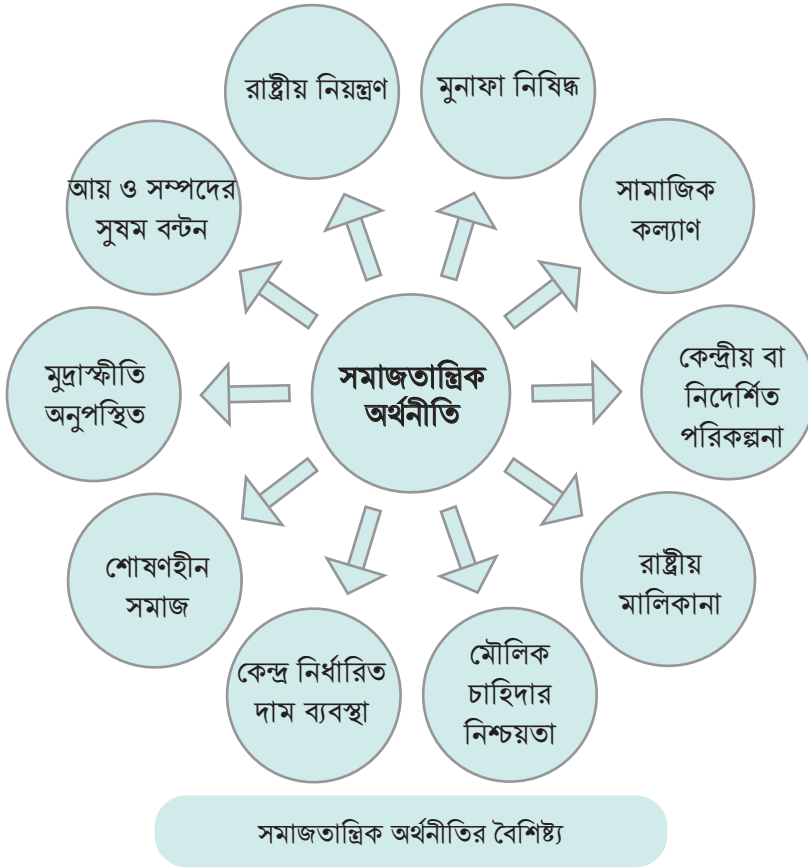 রাষ্ট্রীয় নিয়ন্ত্রণ
মুনাফা নিষিদ্ধ
আয় ও সম্পদের
সুষম বন্টন
সামাজিক
কল্যাণ
মুদ্রাস্ফীতি
অনুপস্থিত
সমাজতান্ত্রিক
অর্থনীতি
কেন্দ্রীয় বা
নিদের্শিত
পরিকল্পনা
শোষণহীন
সমাজ
রাষ্ট্রীয়
মালিকানা
কেন্দ্র নির্ধারিত
দাম ব্যবস্থা
মৌলিক
চাহিদার
নিশ্চয়তা
সমাজতান্ত্রিক অর্থনীতির বৈশিষ্ট্য